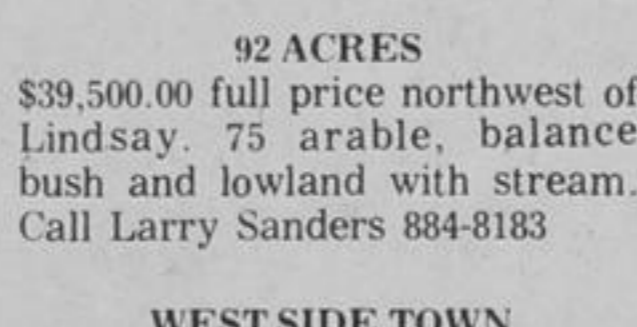 92 ACRES
$39,500.00 full price northwest of
Lindsay. 75 arable, balance
bush and lowland with stream.
Call Larry Sanders 884-8183
WEST SIDE TOWN